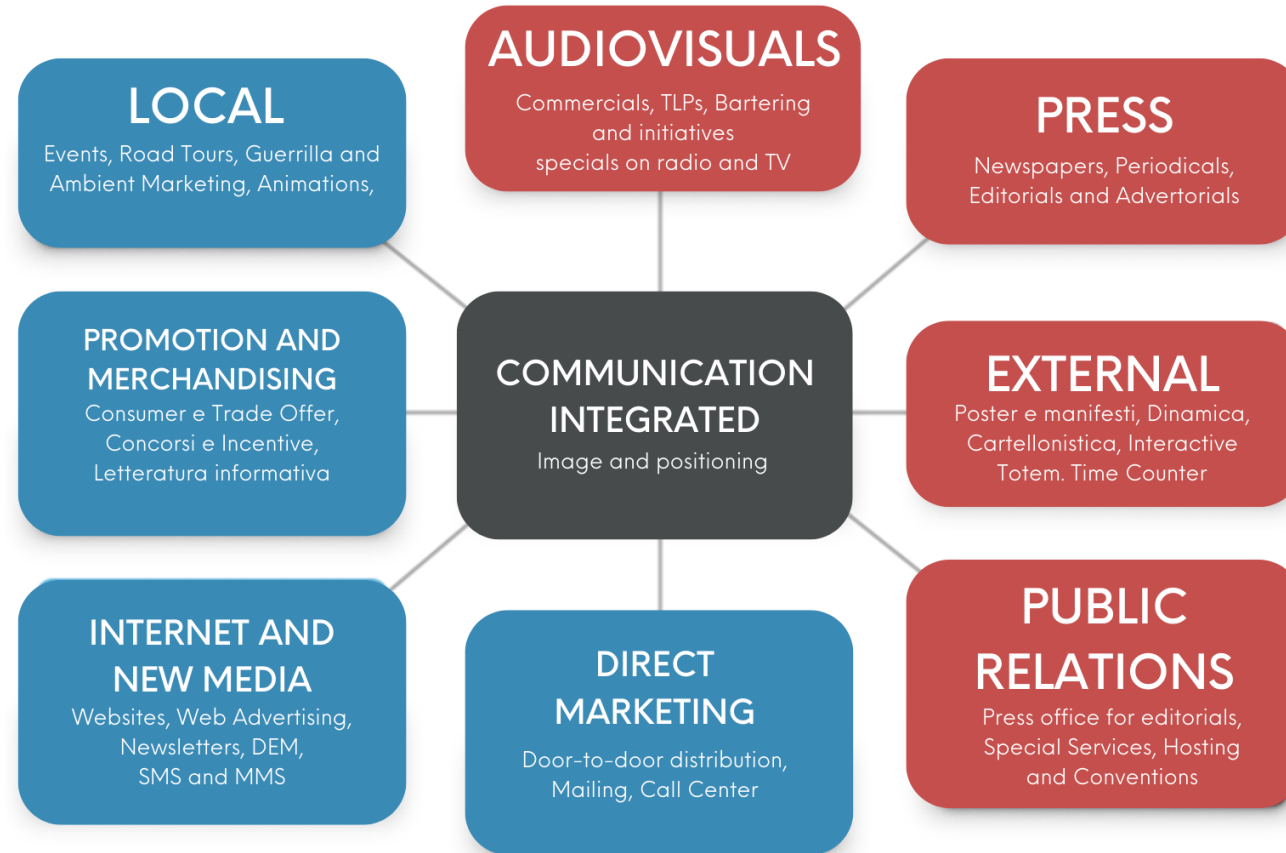 LOCAL
Events, Road Tours, Guerrilla and
Ambient Marketing, Animations,
AUDIOVISUALS
Commercials, TLPs, Bartering
and initiatives
specials on radio and TV
PRESS
Newspapers, Periodicals,
Editorials and Advertorials
PROMOTION AND
MERCHANDISING
Consumer e Trade Offer,
Concorsi e Incentive,
Letteratura informativa
COMMUNICATION
INTEGRATED
Image and positioning
EXTERNAL
Poster e manifesti, Dinamica,
Cartellonistica, Interactive
Totem. Time Counter
INTERNET AND
NEW MEDIA
Websites, Web Advertising,
Newsletters, DEM,
SMS and MMS
DIRECT
MARKETING
Door-to-door distribution,
Mailing, Call Center
PUBLIC
RELATIONS
Press office for editorials,
Special Services, Hosting
and Conventions